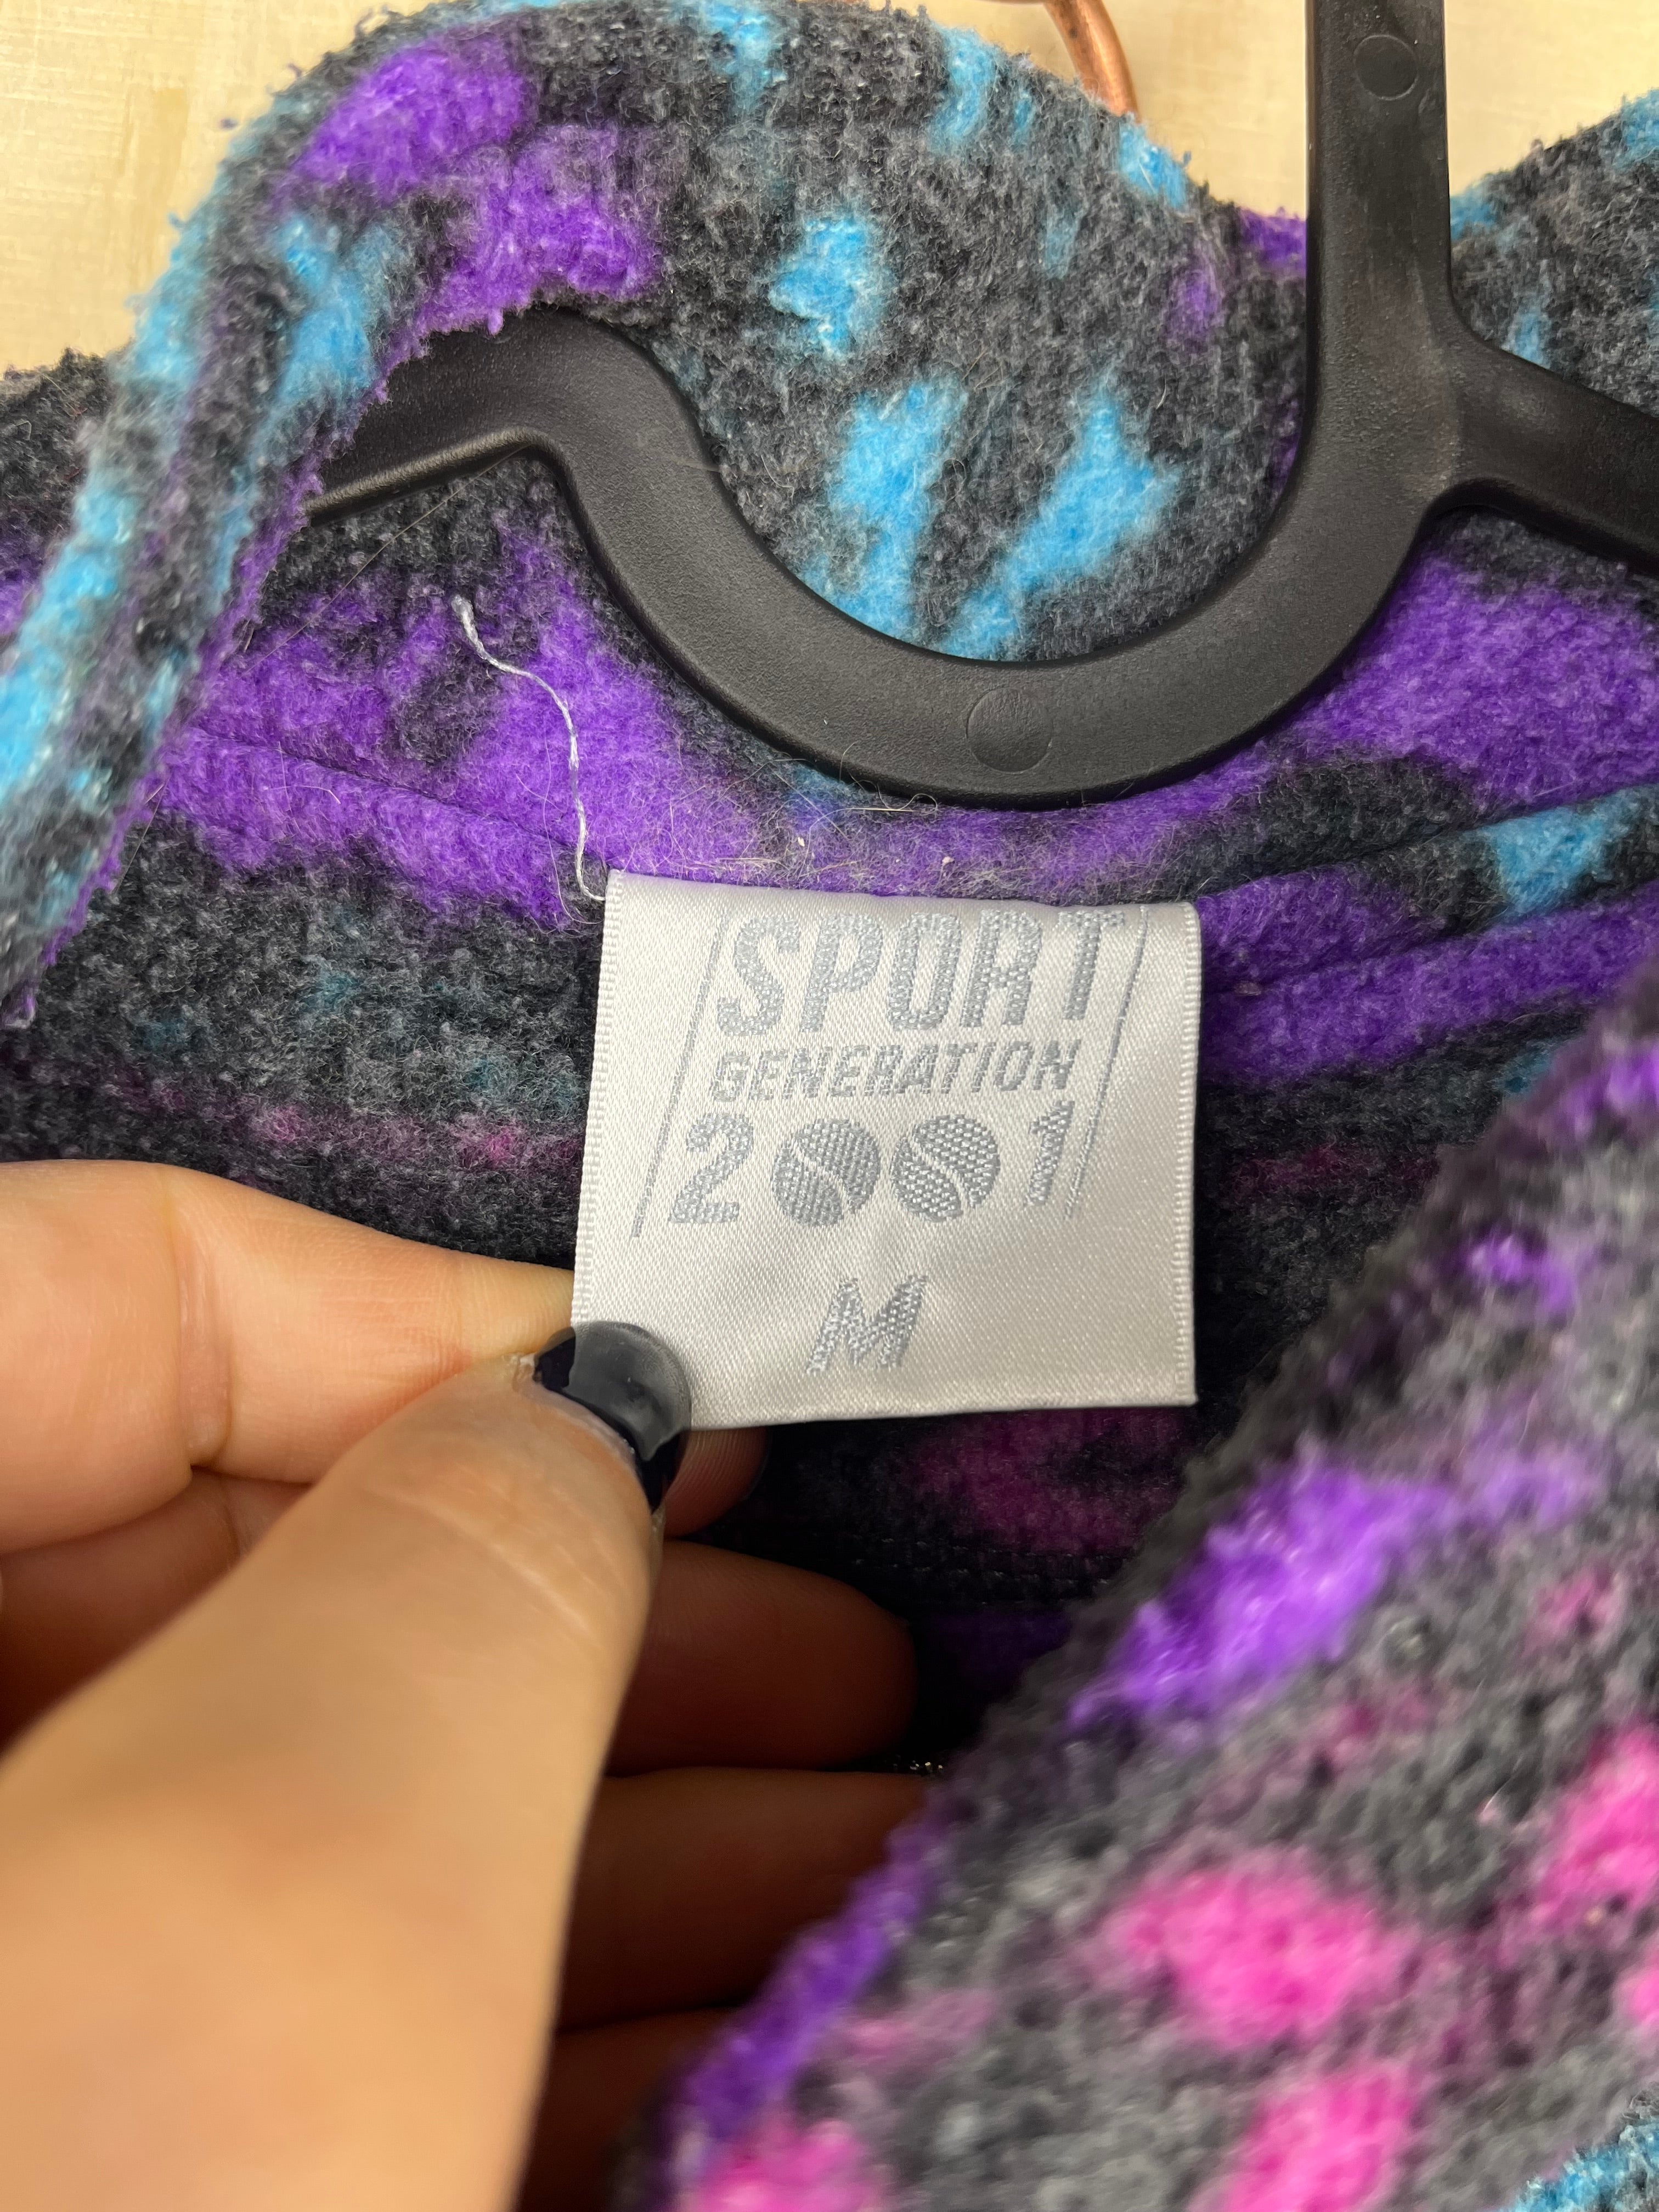 SPORT
GENERATION
2001
M